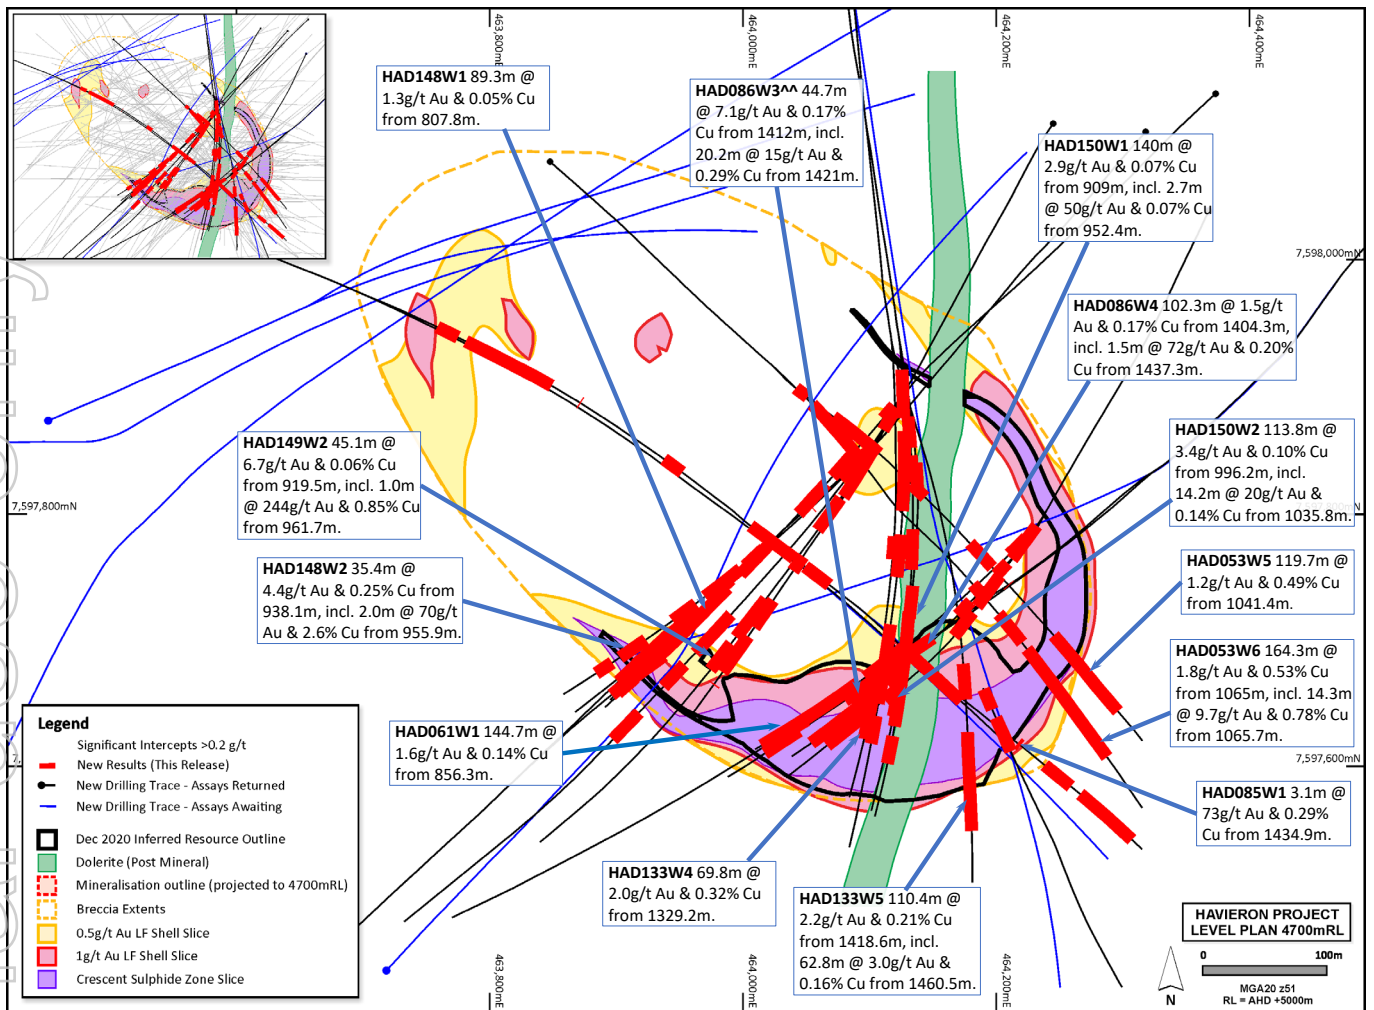 463,800mE
464,000mE
464,200mE
464,400mE
HAD148W1 89.3m @
1.3g/t Au & 0.05% Cu
from 807.8m.
HAD086W3^^ 44.7m
@ 7.1g/t Au & 0.17%
Cu from 1412m, incl.
20.2m @ 15g/t Au &
0.29% Cu from 1421m.
HAD150W1 140m @
2.9g/t Au & 0.07% Cu
from 909m, incl. 2.7m
@ 50g/t Au & 0.07% Cu
from 952.4m.
7,598,000mN
HAD086W4 102.3m @ 1.5g/t
Au & 0.17% Cu from 1404.3m,
incl. 1.5m @ 72g/t Au & 0.20%
Cu from 1437.3m.
HAD149W2 45.1m @
6.7g/t Au & 0.06% Cu
from 919.5m, incl. 1.0m
@ 244g/t Au & 0.85% Cu
from 961.7m.
HAD150W2 113.8m @
3.4g/t Au & 0.10% Cu
from 996.2m, incl.
14.2m @ 20g/t Au &
0.14% Cu from 1035.8m.
7,597,800mN
HAD148W2 35.4m @
4.4g/t Au & 0.25% Cu from
938.1m, incl. 2.0m @ 70g/t
Au & 2.6% Cu from 955.9m.
HAD053W5 119.7m @
1.2g/t Au & 0.49% Cu
from 1041.4m.
HAD053W6 164.3m @
1.8g/t Au & 0.53% Cu
from 1065m, incl. 14.3m
@ 9.7g/t Au & 0.78% Cu
from 1065.7m.
HAD061W1 144.7m @
1.6g/t Au & 0.14% Cu
from 856.3m.
7,597,600mN
HAD085W1 3.1m @
73g/t Au & 0.29%
Cu from 1434.9m.
HAD133W4 69.8m @
2.0g/t Au & 0.32% Cu
from 1329.2m.
HAD133W5 110.4m @
2.2g/t Au & 0.21% Cu
from 1418.6m, incl.
62.8m @ 3.0g/t Au &
0.16% Cu from 1460.5m.
Legend
Significant Intercepts >0.2 g/t
New Results (This Release)
New Drilling Trace - Assays Returned
New Drilling Trace - Assays Awaiting
Dec 2020 Inferred Resource Outline
Dolerite (Post Mineral)
Mineralisation outline (projected to 4700mRL)
Breccia Extents
0.5g/t Au LF Shell Slice
1g/t Au LF Shell Slice
Crescent Sulphide Zone Slice
463,800mE
464,000mE
464,200mE
HAVIERON PROJECT
LEVEL PLAN 4700mRL
0 100m
MGA20 z51
RL = AHD +5000m
N